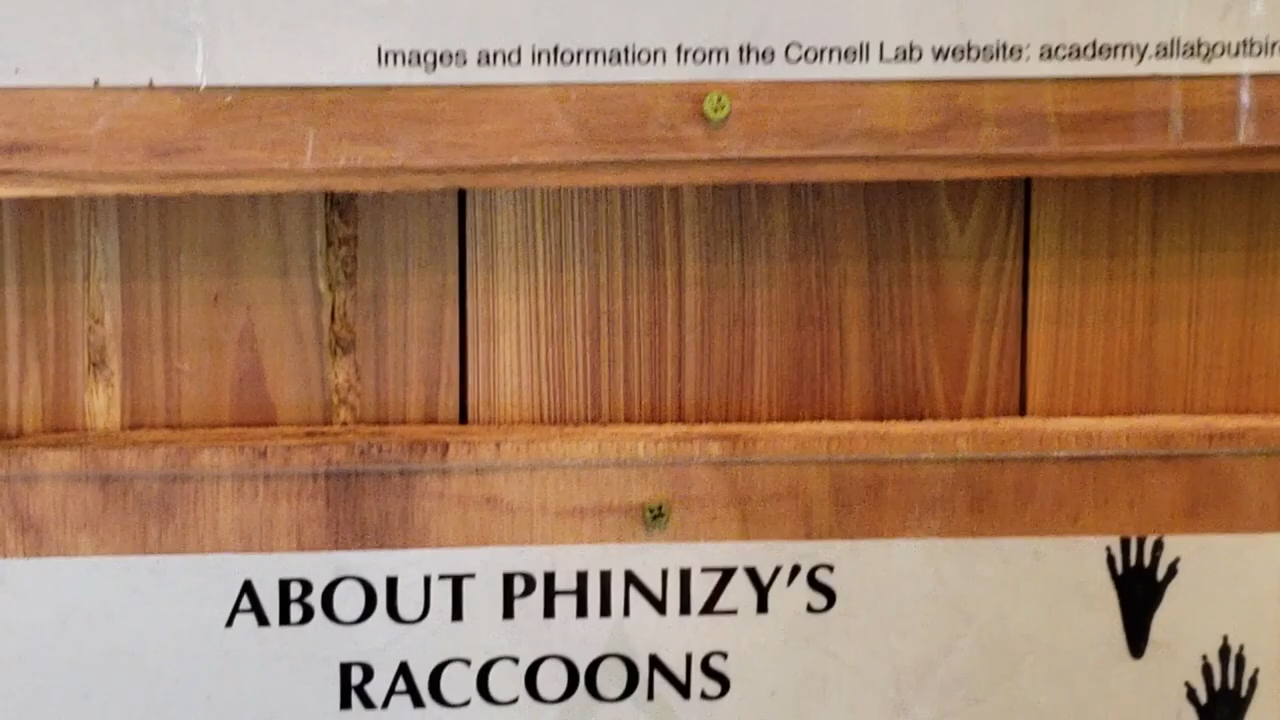 Images and information from the Cornell Lab website: academy.allaboutbir
ABOUT PHINIZY'S
RACCOONS